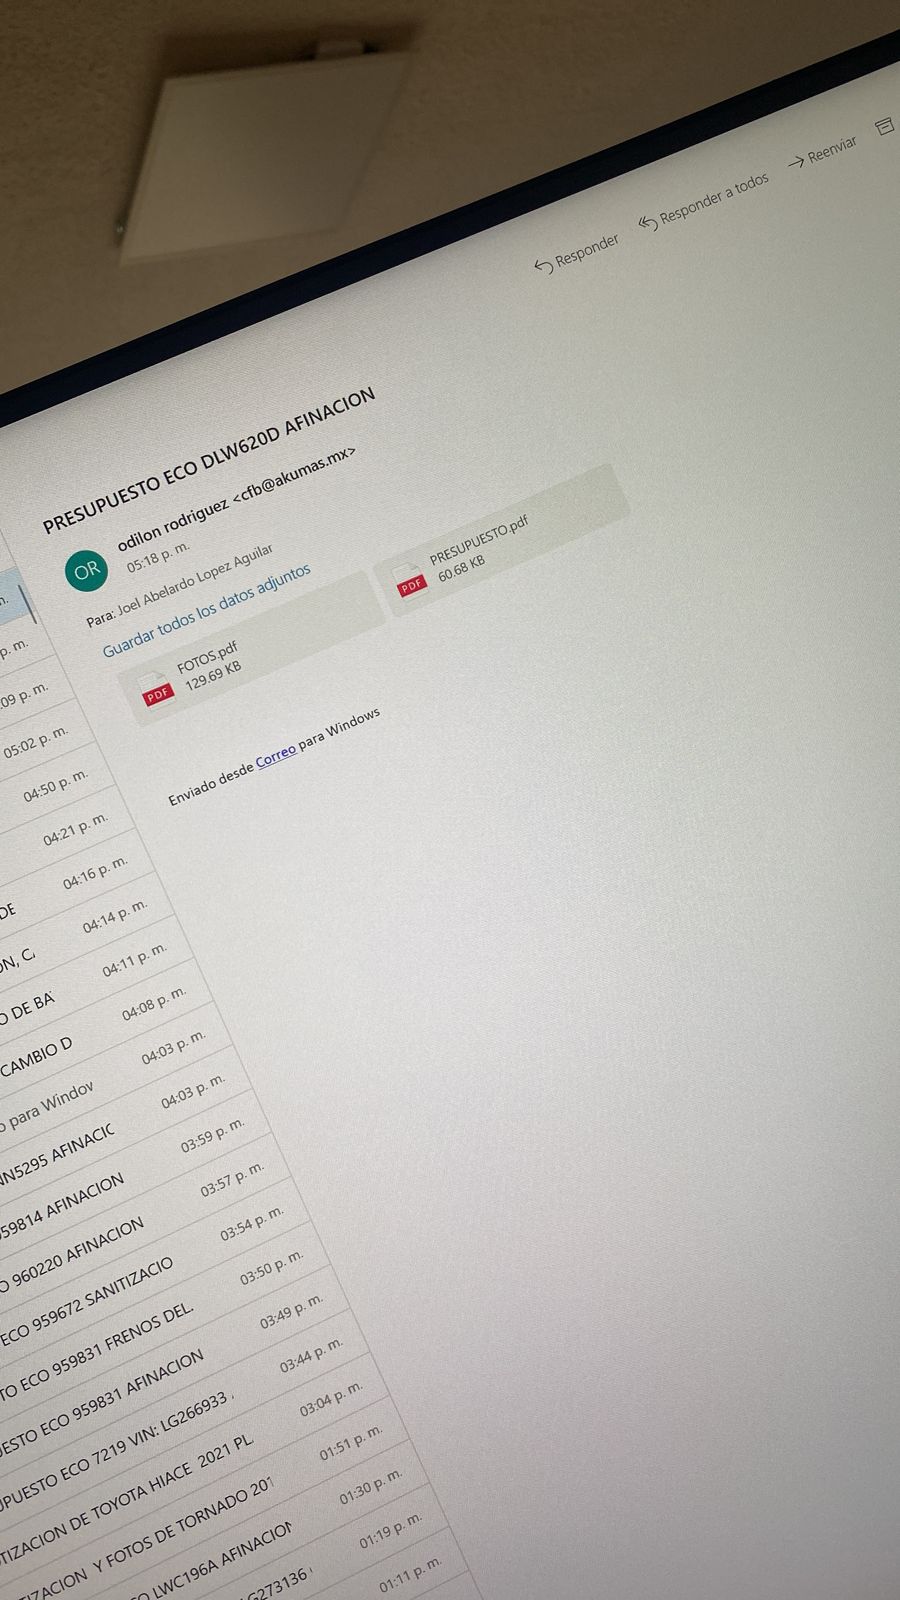 Responder
Responder a todos
Reenviar
PRESUPUESTO ECO DLW620D AFINACION
OR
odilon rodriguez <cfb@akumas.mx>
05:18 p. m.
Para: Joel Abelardo Lopez Aguilar
Guardar todos los datos adjuntos
PDF
FOTOS.pdf
129.69 KB
PDF
PRESUPUESTO.pdf
60.68 KB
Enviado desde Correo para Windows
p. m.
:09 p. m.
05:02 p. m.
04:50 p. m.
04:21 p. m.
DE 04:16 p. m.
ON, C 04:14 p. m.
O DE BA 04:11 p. m.
CAMBIO D 04:08 p. m.
o para Window 04:03 p. m.
NN5295 AFINACIC 04:03 p. m.
59814 AFINACION 03:59 p. m.
O 960220 AFINACION 03:57 p. m.
ECO 959672 SANITIZACIO 03:54 p. m.
TO ECO 959831 FRENOS DEL. 03:50 p. m.
UESTO ECO 959831 AFINACION 03:49 p. m.
UPUESTO ECO 7219 VIN: LG266933 03:44 p. m.
TIZACION DE TOYOTA HIACE 2021 PL 03:04 p. m.
TIZACION Y FOTOS DE TORNADO 201 01:51 p. m.
CO LWC196A AFINACION 01:30 p. m.
LG273136 01:19 p. m.
01:11 p. m.